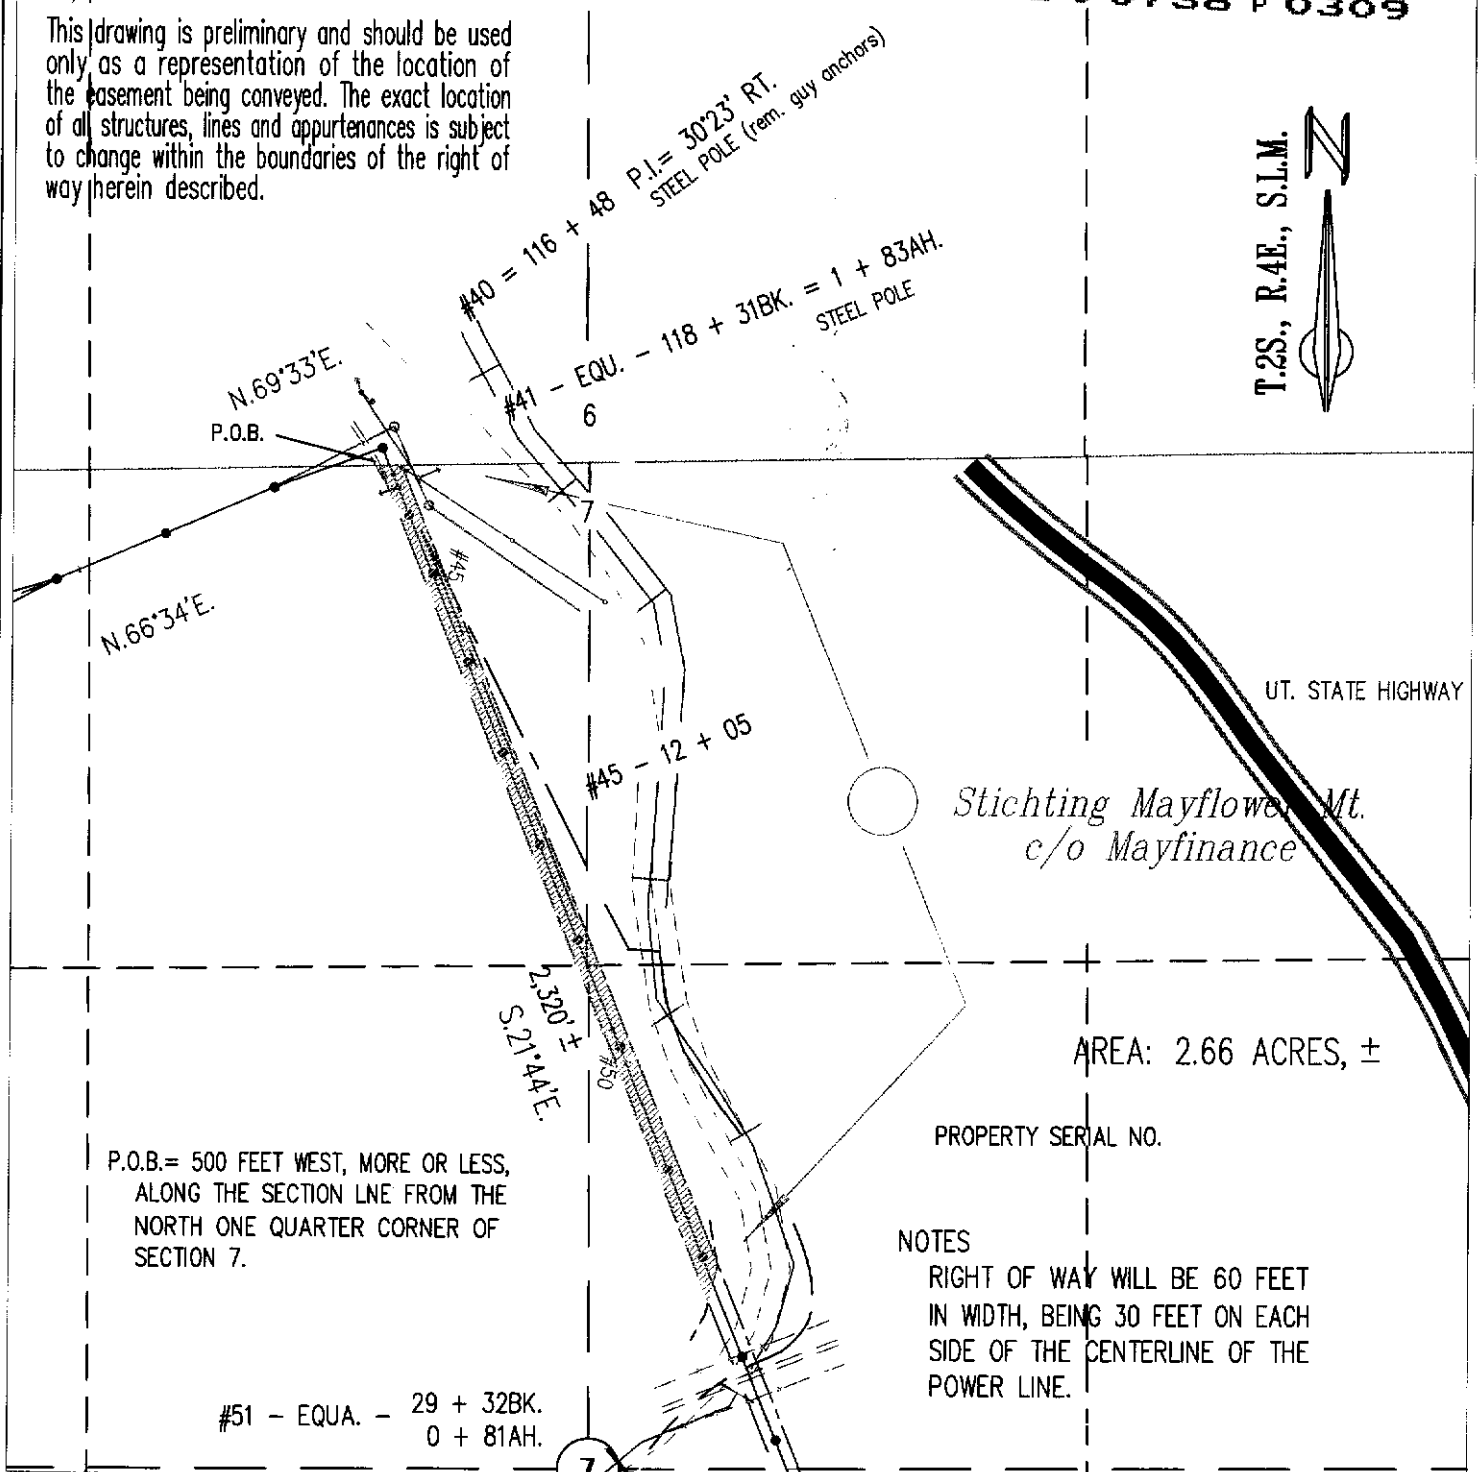 P 0309
This drawing is preliminary and should be used
only as a representation of the location of
the easement being conveyed. The exact location
of all structures, lines and appurtenances is subject
to change within the boundaries of the right of
way herein described.
#40 = 116 + 48 P.I.= 30°23' RT.
STEEL POLE (rem. guy anchors)
#41 - EQU. - 118 + 31BK. = 1 + 83AH.
STEEL POLE
T.2S., R.4E., S.L.M.
N
N.69°33'E.
P.O.B.
6
7
N.66°34'E.
#45
#45 - 12 + 05
UT. STATE HIGHWAY
Stichting Mayflower Mt.
c/o Mayfinance
2,320' ±
S.21°44'E.
#50
AREA: 2.66 ACRES, ±
PROPERTY SERIAL NO.
P.O.B.= 500 FEET WEST, MORE OR LESS,
ALONG THE SECTION LNE FROM THE
NORTH ONE QUARTER CORNER OF
SECTION 7.
NOTES
RIGHT OF WAY WILL BE 60 FEET
IN WIDTH, BEING 30 FEET ON EACH
SIDE OF THE CENTERLINE OF THE
POWER LINE.
#51 - EQUA. - 29 + 32BK.
0 + 81AH.
7